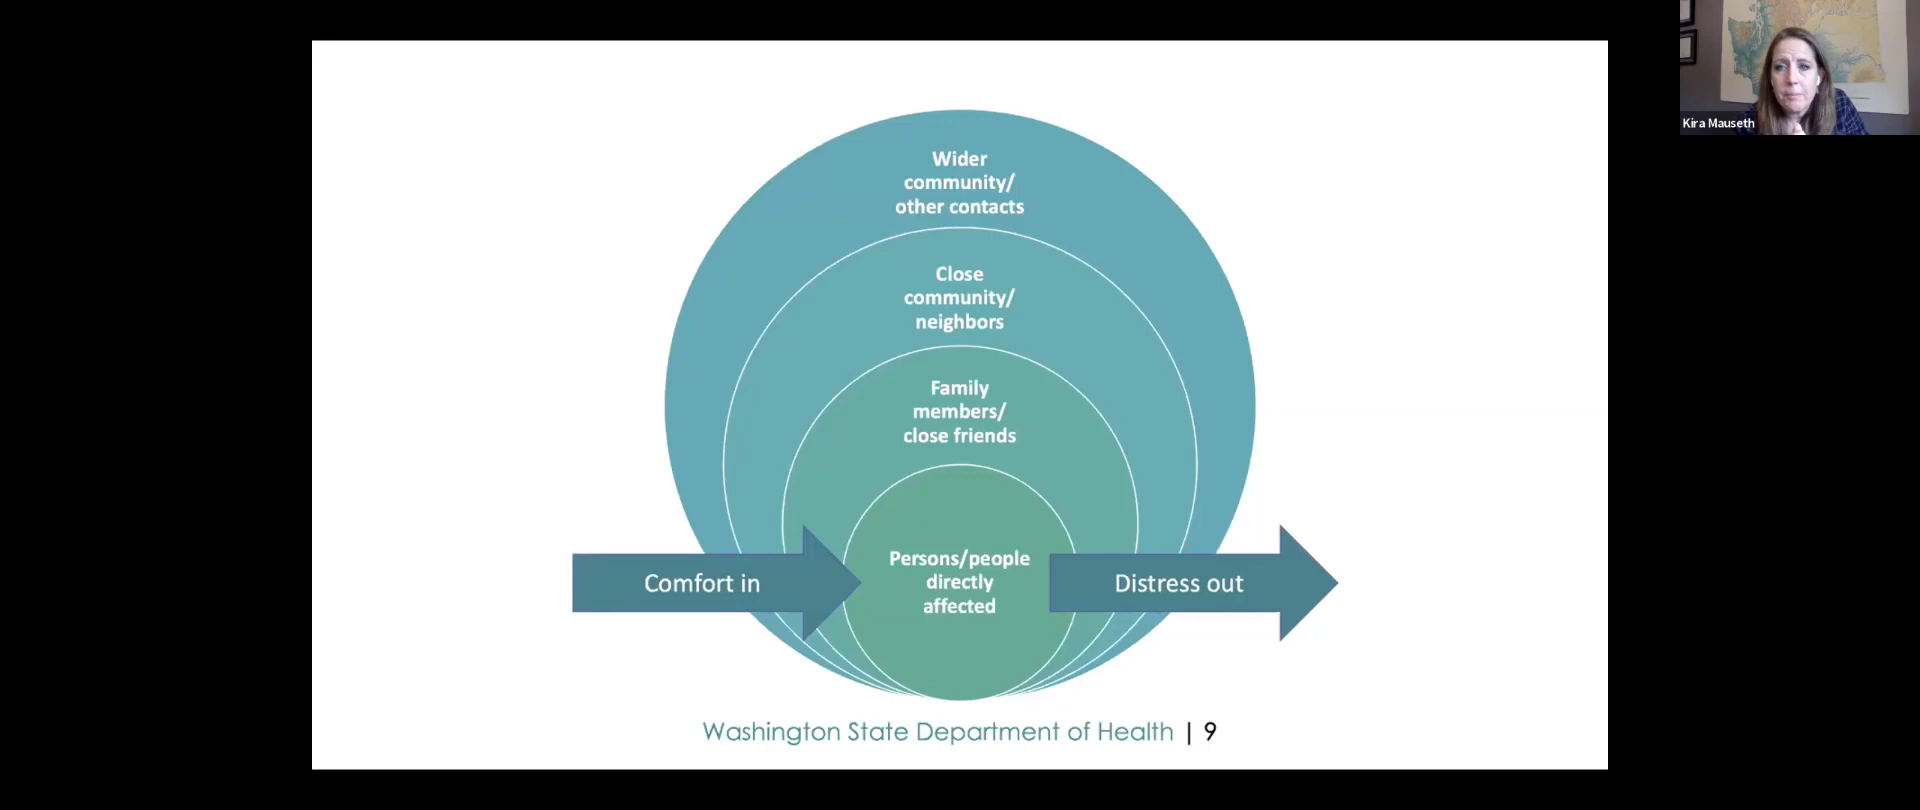 Kira Mauseth
Wider
community/
other contacts
Close
community/
neighbors
Family
members/
close friends
Comfort in
Persons/people
directly
affected
Distress out
Washington State Department of Health | 9